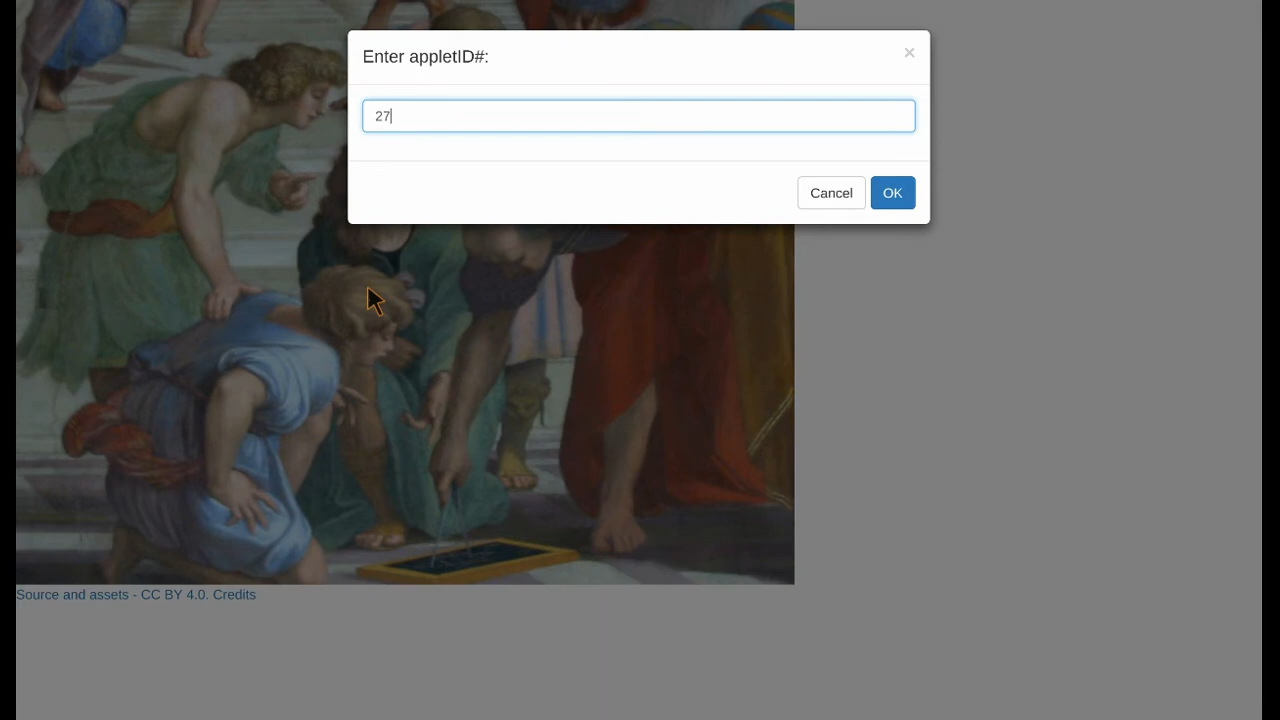 Enter appletID#:
×
27
Cancel
OK
Source and assets - CC BY 4.0. Credits